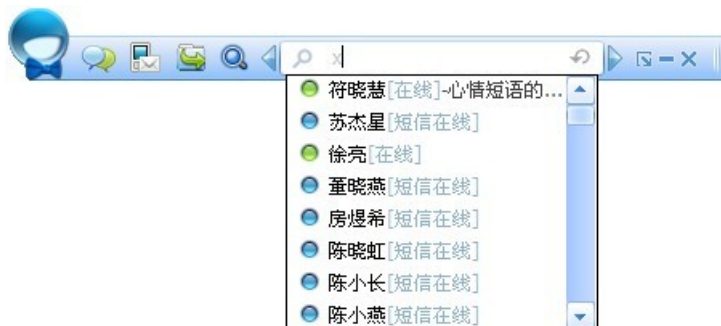 x
符晓慧[在线]-心情短语的...
苏杰星[短信在线]
徐亮[在线]
董晓燕[短信在线]
房煜希[短信在线]
陈晓虹[短信在线]
陈小长[短信在线]
陈小燕[短信在线]